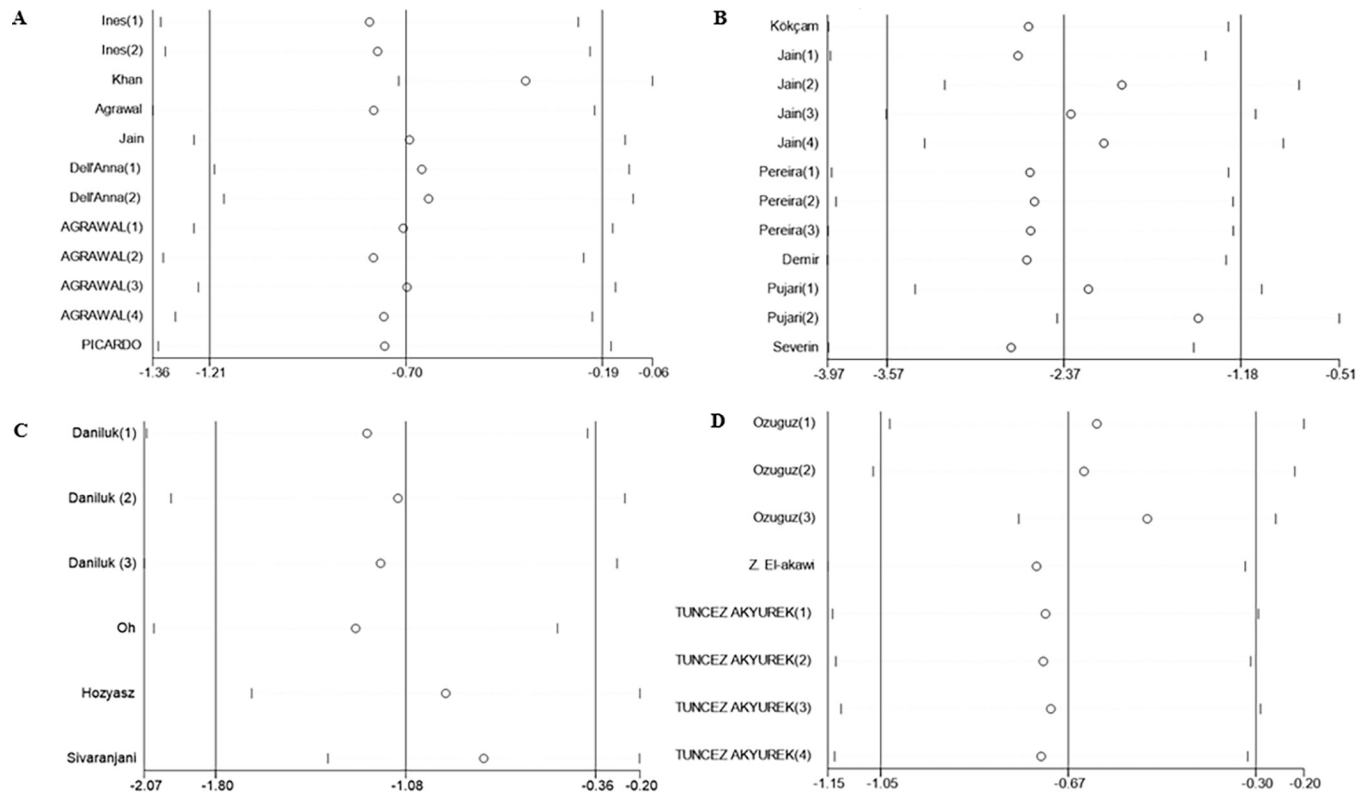 A
Ines(1)
Ines(2)
Khan
Agrawal
Jain
Dell'Anna(1)
Dell'Anna(2)
AGRAWAL(1)
AGRAWAL(2)
AGRAWAL(3)
AGRAWAL(4)
PICARDO
-1.36 -1.21 -0.70 -0.19 -0.06
B
Kökçam
Jain(1)
Jain(2)
Jain(3)
Jain(4)
Pereira(1)
Pereira(2)
Pereira(3)
Demir
Pujari(1)
Pujari(2)
Severin
-3.97 -3.57 -2.37 -1.18 -0.51
C
Daniluk(1)
Daniluk (2)
Daniluk (3)
Oh
Hozyasz
Sivaranjani
-2.07 -1.80 -1.08 -0.36 -0.20
D
Ozuguz(1)
Ozuguz(2)
Ozuguz(3)
Z. El-akawi
TUNCEZ AKYUREK(1)
TUNCEZ AKYUREK(2)
TUNCEZ AKYUREK(3)
TUNCEZ AKYUREK(4)
-1.15 -1.05 -0.67 -0.30 -0.20